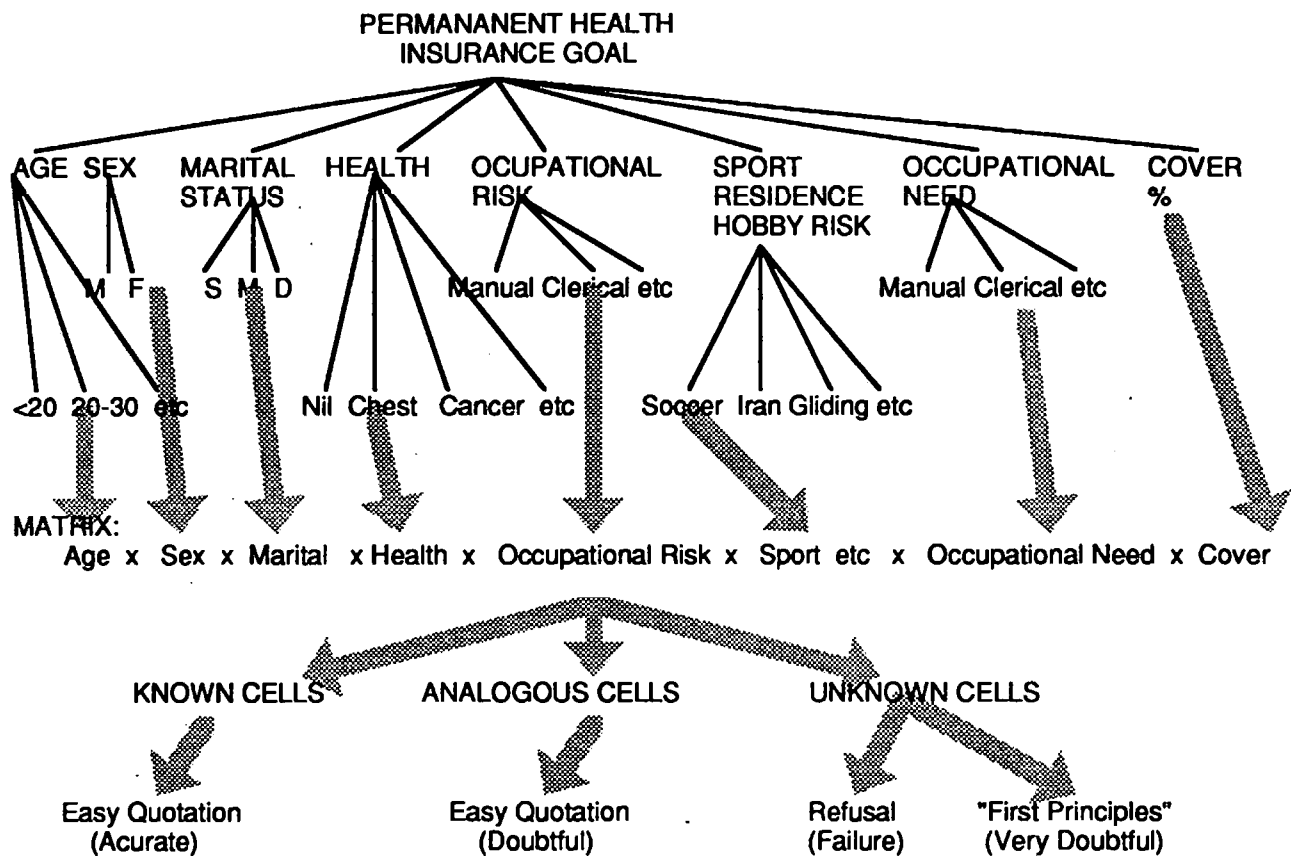 PERMANANENT HEALTH
INSURANCE GOAL
AGE SEX MARITAL STATUS HEALTH OCUPATIONAL RISK SPORT RESIDENCE HOBBY RISK OCCUPATIONAL NEED COVER %
M F S M D Manual Clerical etc Manual Clerical etc
<20 20-30 etc Nil Chest Cancer etc Soccer Iran Gliding etc
MATRIX:
Age x Sex x Marital x Health x Occupational Risk x Sport etc x Occupational Need x Cover
KNOWN CELLS ANALOGOUS CELLS UNKNOWN CELLS
Easy Quotation
(Acurate)
Easy Quotation
(Doubtful)
Refusal
(Failure)
"First Principles"
(Very Doubtful)